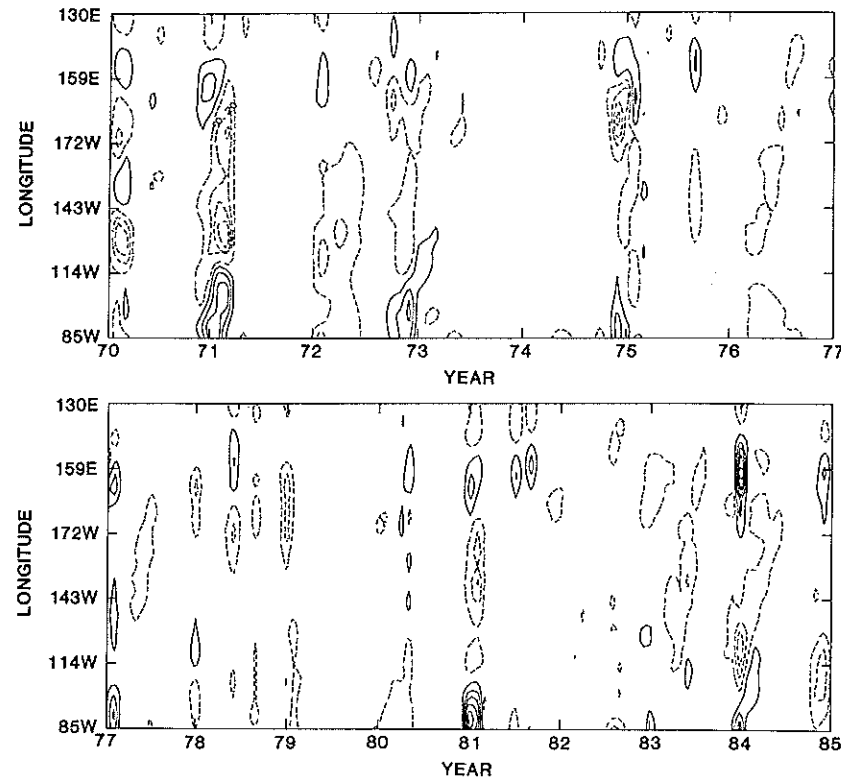 130E
159E
172W
143W
114W
85W
LONGITUDE
70 71 72 73 74 75 76 77
YEAR
130E
159E
172W
143W
114W
85W
LONGITUDE
77 78 79 80 81 82 83 84 85
YEAR